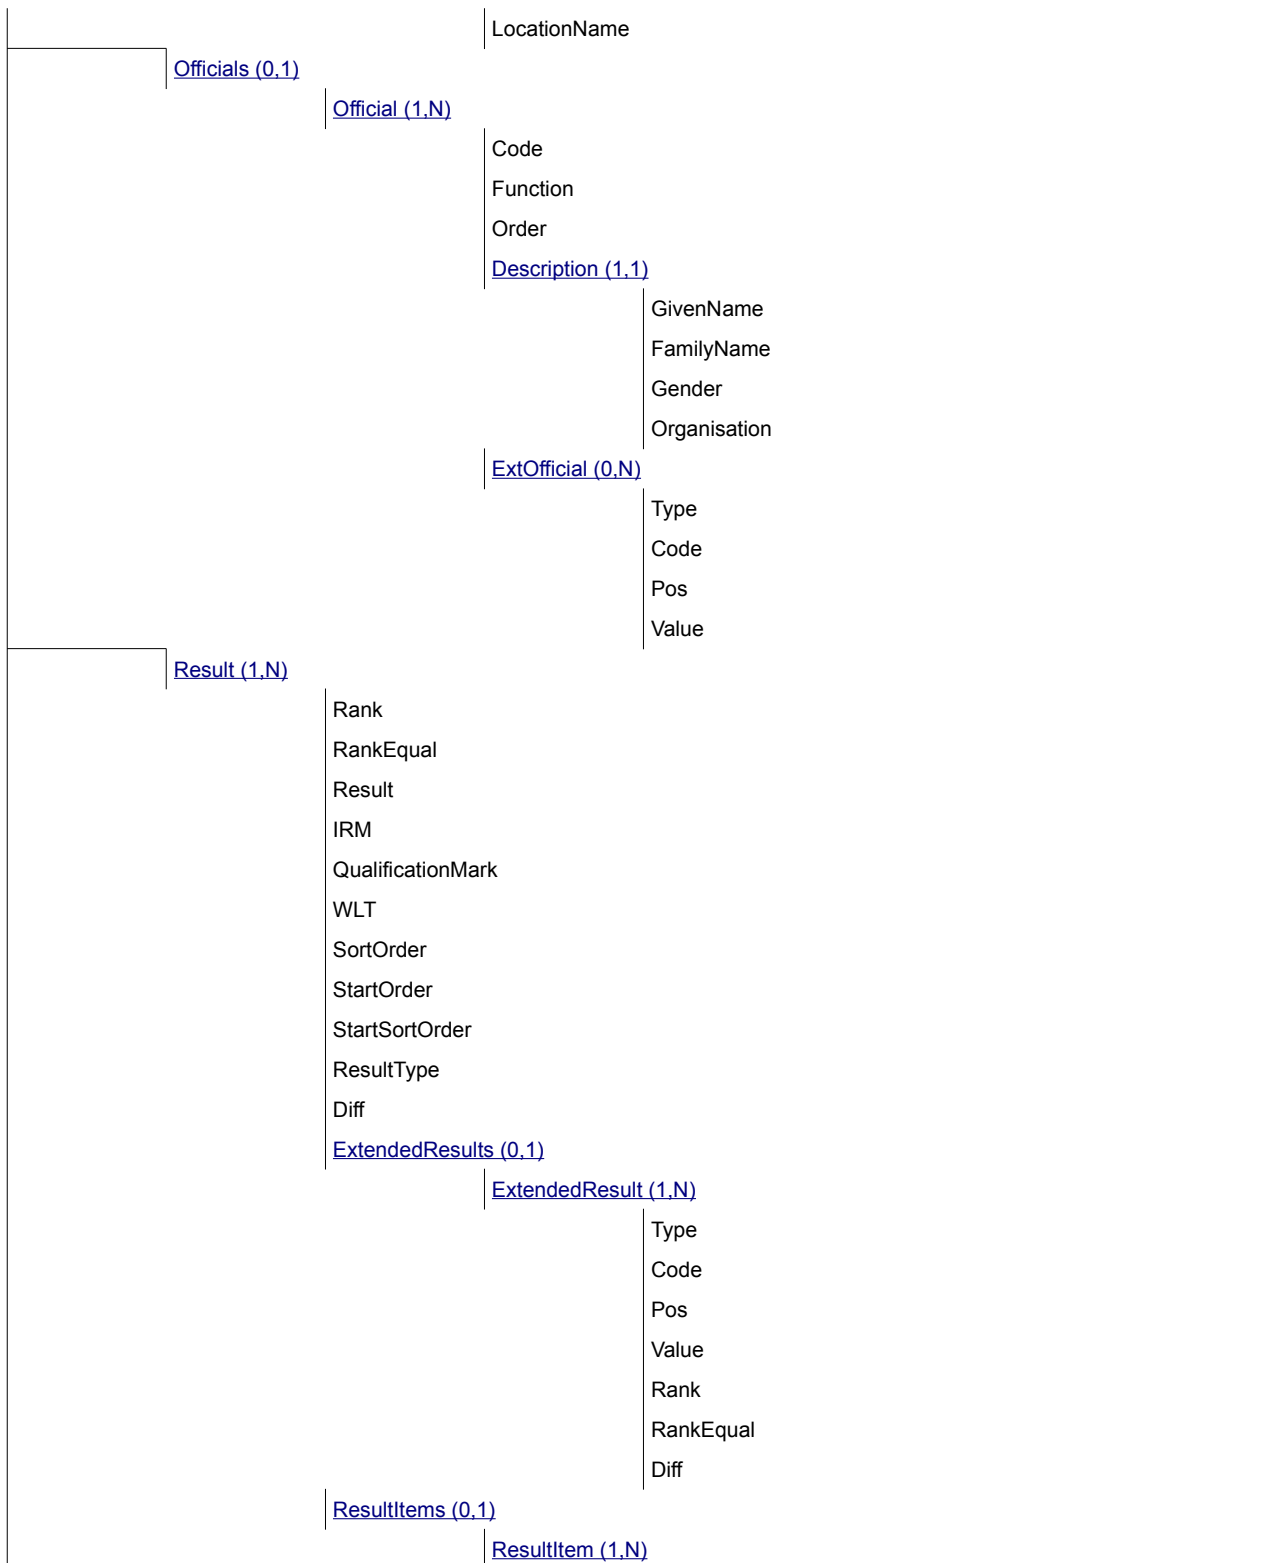 LocationName
Officials (0,1)
Official (1,N)
Code
Function
Order
Description (1,1)
GivenName
FamilyName
Gender
Organisation
ExtOfficial (0,N)
Type
Code
Pos
Value
Result (1,N)
Rank
RankEqual
Result
IRM
QualificationMark
WLT
SortOrder
StartOrder
StartSortOrder
ResultType
Diff
ExtendedResults (0,1)
ExtendedResult (1,N)
Type
Code
Pos
Value
Rank
RankEqual
Diff
ResultItems (0,1)
ResultItem (1,N)